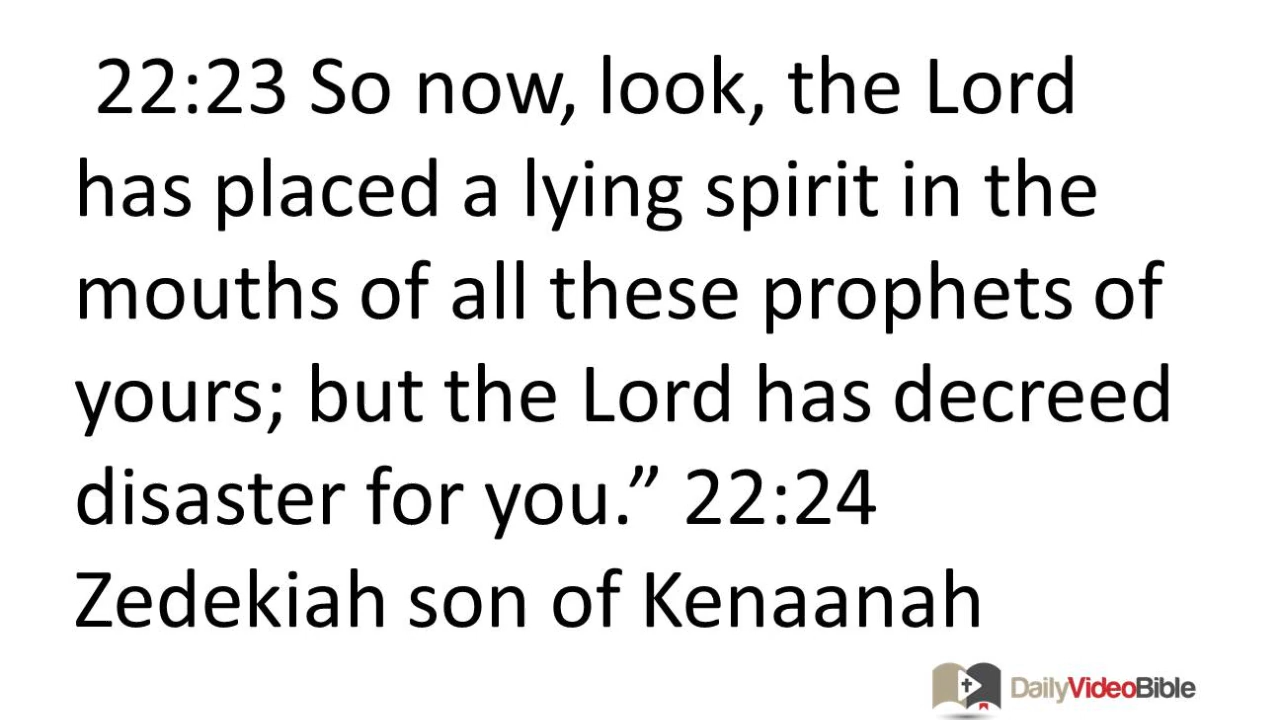 22:23 So now, look, the Lord
has placed a lying spirit in the
mouths of all these prophets of
yours; but the Lord has decreed
disaster for you.” 22:24
Zedekiah son of Kenaanah
DailyVideoBible